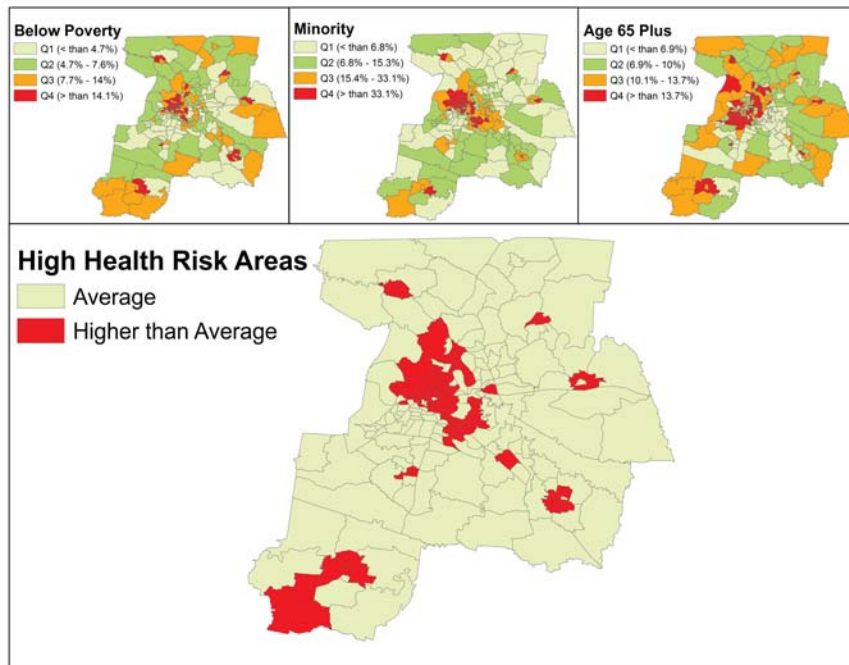 Below Poverty
Q1 (< than 4.7%)
Q2 (4.7% - 7.6%)
Q3 (7.7% - 14%)
Q4 (> than 14.1%)
Minority
Q1 (< than 6.8%)
Q2 (6.8% - 15.3%)
Q3 (15.4% - 33.1%)
Q4 (> than 33.1%)
Age 65 Plus
Q1 (< than 6.9%)
Q2 (6.9% - 10%)
Q3 (10.1% - 13.7%)
Q4 (> than 13.7%)
High Health Risk Areas
Average
Higher than Average